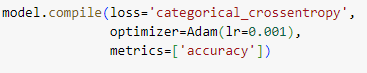 model.compile(loss='categorical_crossentropy',
optimizer=Adam(lr=0.001),
metrics=['accuracy'])